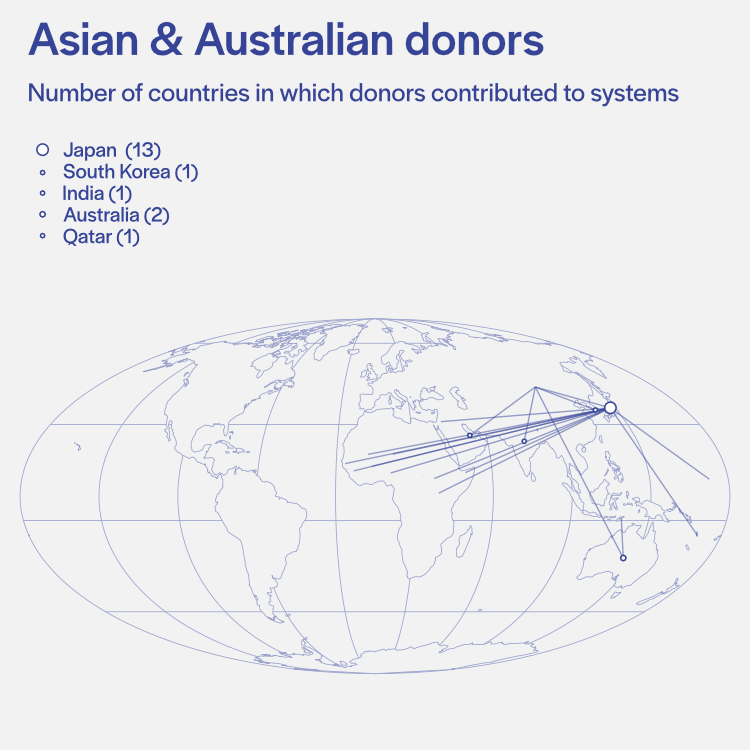 Asian & Australian donors
Number of countries in which donors contributed to systems
Japan (13)
South Korea (1)
India (1)
Australia (2)
Qatar (1)